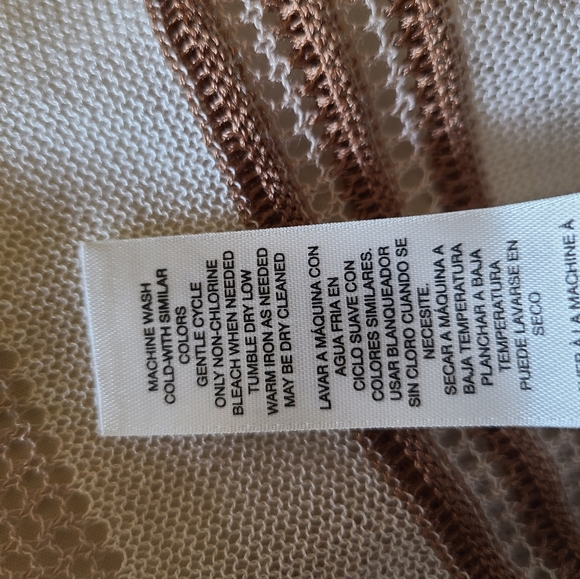 MACHINE WASH
COLD-WITH SIMILAR
COLORS
GENTLE CYCLE
ONLY NON-CHLORINE
BLEACH WHEN NEEDED
TUMBLE DRY LOW
WARM IRON AS NEEDED
MAY BE DRY CLEANED
LAVAR A MÁQUINA CON
AGUA FRIA EN
CICLO SUAVE CON
COLORES SIMILARES.
USAR BLANQUEADOR
SIN CLORO CUANDO SE
NECESITE.
SECAR A MÁQUINA A
BAJA TEMPERATURA
PLANCHAR A BAJA
TEMPERATURA
PUEDE LAVARSE EN
SECO
A LA MACHINE À